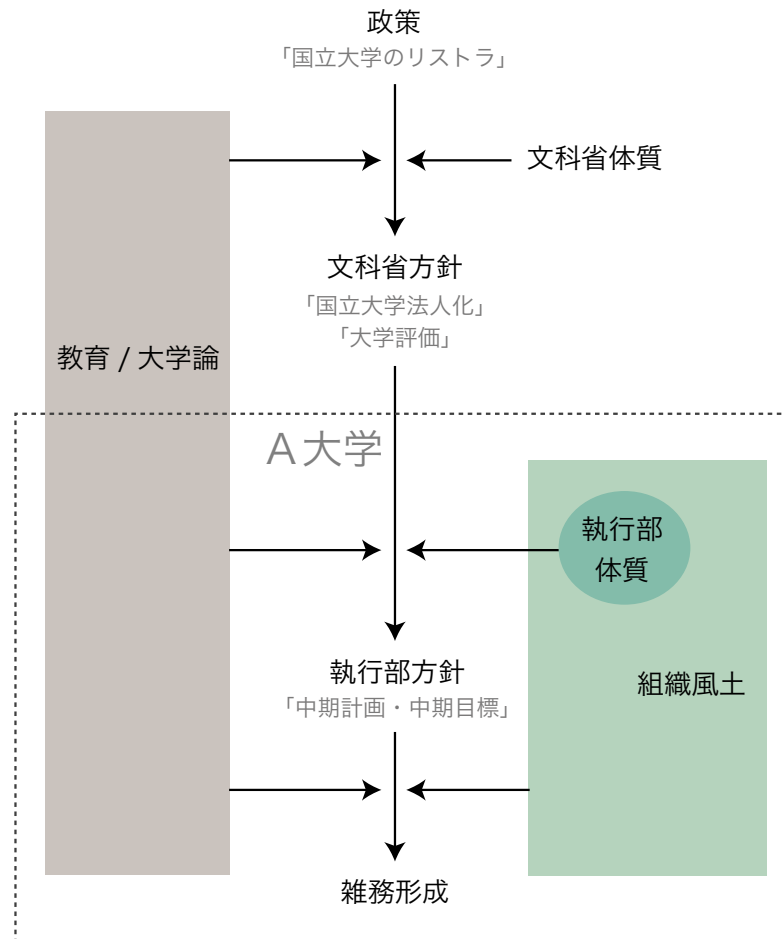 政策
「国立大学のリストラ」
文科省体質
文科省方針
「国立大学法人化」
「大学評価」
教育 / 大学論
A大学
執行部
体質
執行部方針
「中期計画・中期目標」
組織風土
雑務形成